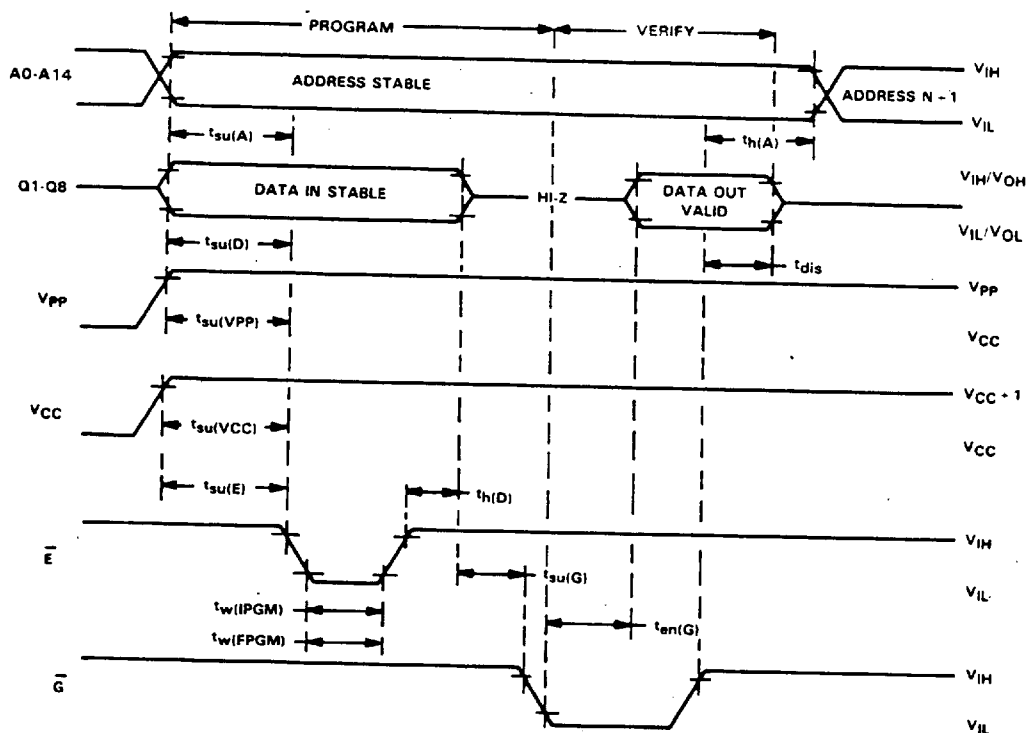 PROGRAM
VERIFY
A0-A14
ADDRESS STABLE
VIH
ADDRESS N + 1
VIL
tsu(A)
th(A)
Q1-Q8
DATA IN STABLE
HI-Z
DATA OUT
VALID
VIH/VOH
VIL/VOL
tsu(D)
tdis
VPP
VPP
tsu(VPP)
VCC
VCC
VCC + 1
tsu(VCC)
VCC
tsu(E)
th(D)
E̅
VIH
tsu(G)
VIL
tw(IPGM)
ten(G)
tw(FPGM)
G̅
VIH
VIL